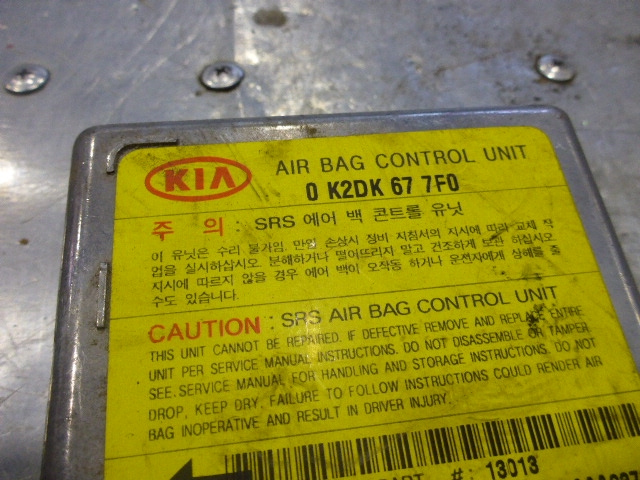 KIA AIR BAG CONTROL UNIT
0 K2DK 67 7F0
주 의 : SRS 에어 백 콘트롤 유닛
이 유닛은 수리 불가임. 만일 손상시 정비 지침서의 지시에 따라 교체 작
업을 실시하십시오. 분해하거나 떨어뜨리지 말고 건조하게 보관 하십시오
지시에 따르지 않을 경우 에어 백이 오작동 하거나 운전자에게 상해를 줄
수도 있습니다.
CAUTION : SRS AIR BAG CONTROL UNIT
THIS UNIT CANNOT BE REPAIRED. IF DEFECTIVE REMOVE AND REPLACE ENTIRE
UNIT PER SERVICE MANUAL INSTRUCTIONS. DO NOT DISASSEMBLE OR TAMPER.
SEE. SERVICE MANUAL FOR HANDLING AND STORAGE INSTRUCTIONS. DO NOT
DROP. KEEP DRY. FAILURE TO FOLLOW INSTRUCTIONS COULD RENDER AIR
BAG INOPERATIVE AND RESULT IN DRIVER INJURY.
PART #: 13013